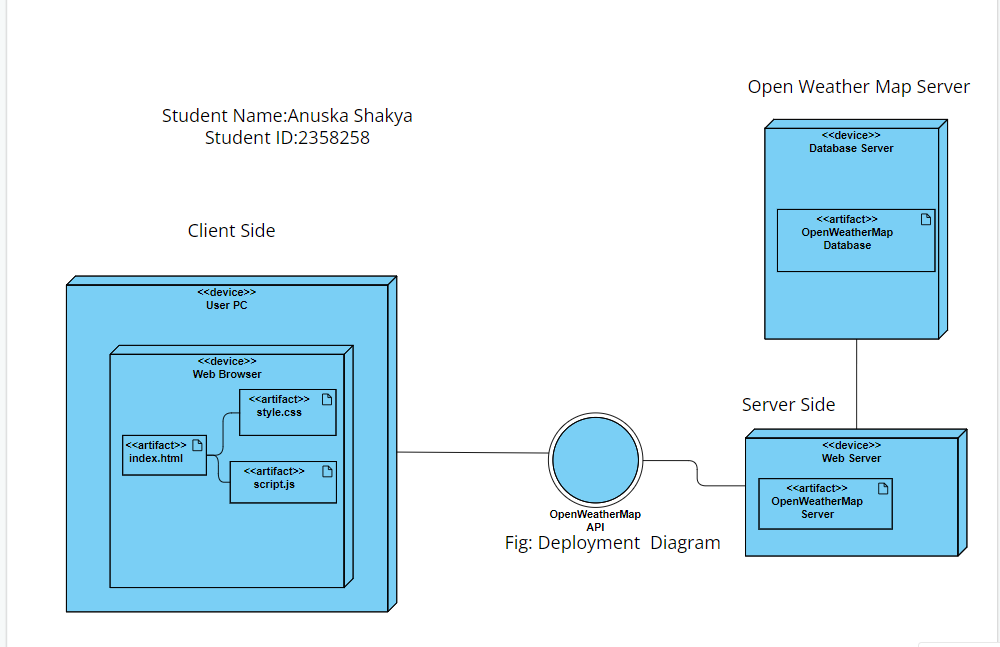 Open Weather Map Server
Student Name:Anuska Shakya
Student ID:2358258
<<device>>
Database Server
<<artifact>>
OpenWeatherMap
Database
Client Side
<<device>>
User PC
<<device>>
Web Browser
<<artifact>>
style.css
<<artifact>>
index.html
<<artifact>>
script.js
OpenWeatherMap
API
Fig: Deployment  Diagram
Server Side
<<device>>
Web Server
<<artifact>>
OpenWeatherMap
Server